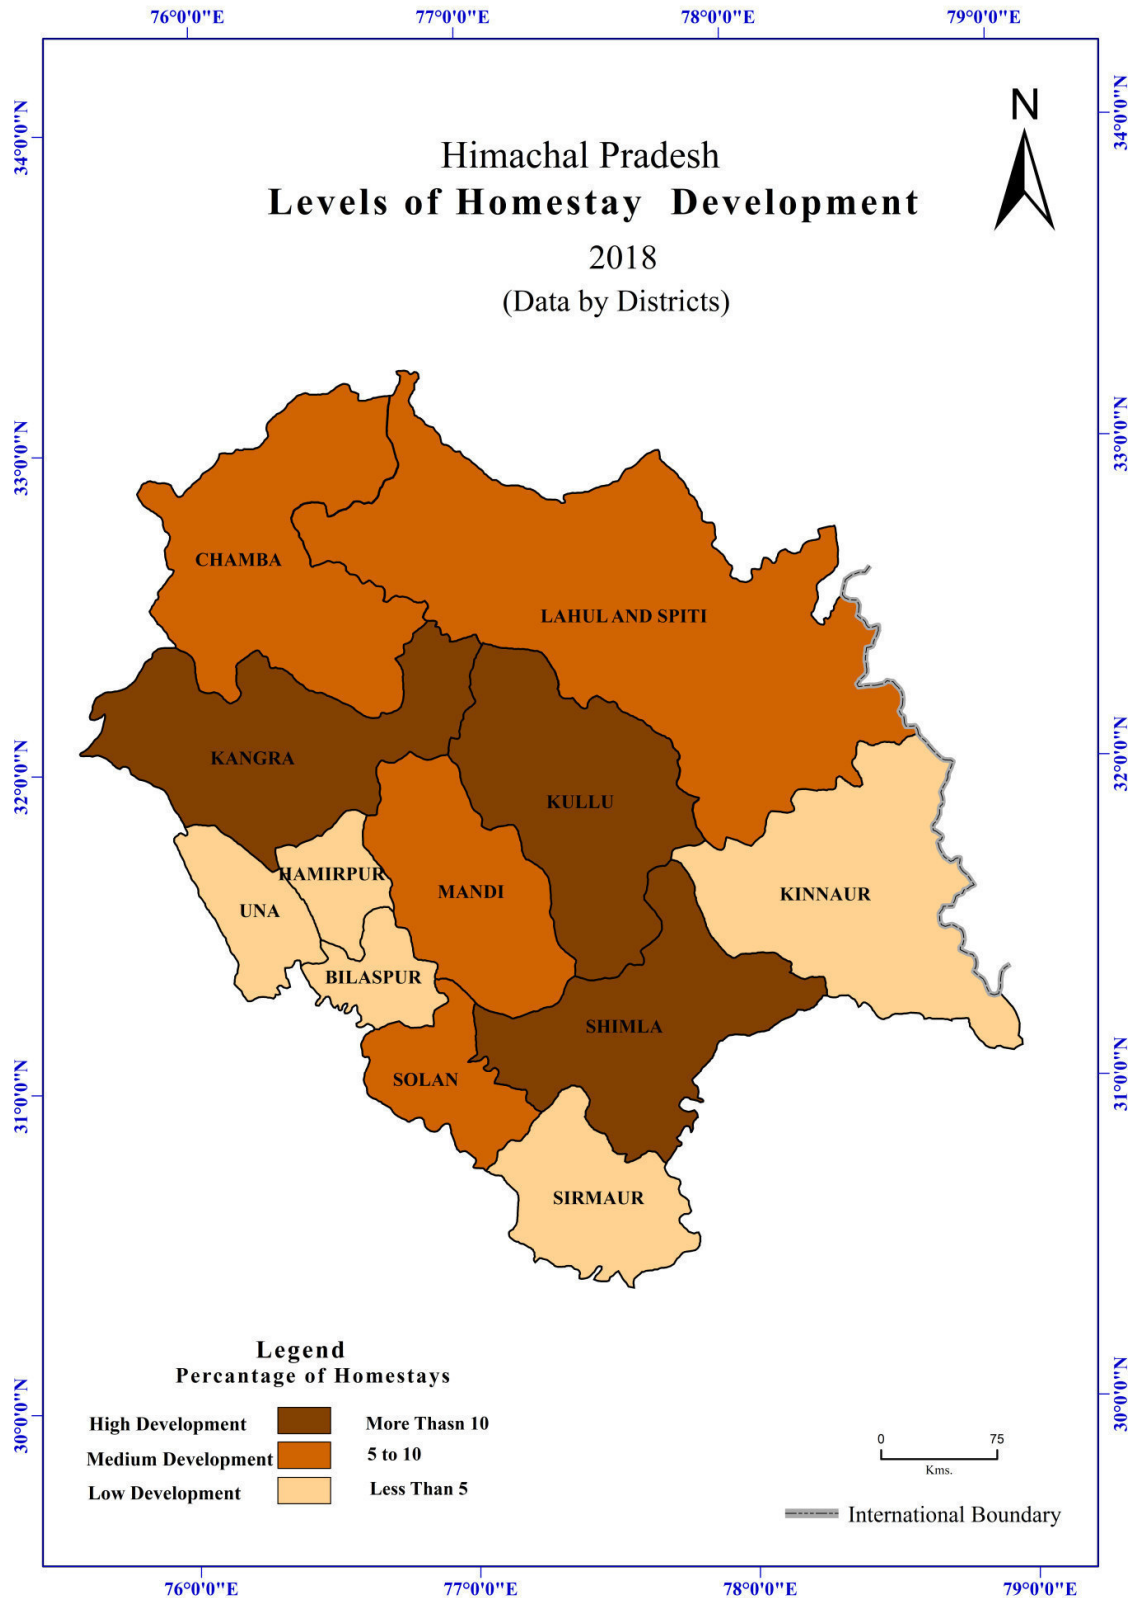 76°0'0"E 77°0'0"E 78°0'0"E 79°0'0"E
34°0'0"N
34°0'0"N
N
Himachal Pradesh
Levels of Homestay Development
2018
(Data by Districts)
33°0'0"N
33°0'0"N
CHAMBA
LAHUL AND SPITI
32°0'0"N
32°0'0"N
KANGRA
KULLU
HAMIRPUR
MANDI
KINNAUR
UNA
BILASPUR
SHIMLA
SOLAN
31°0'0"N
31°0'0"N
SIRMAUR
Legend
Percantage of Homestays
High Development More Thasn 10
Medium Development 5 to 10
Low Development Less Than 5
30°0'0"N
30°0'0"N
0 75
Kms.
International Boundary
76°0'0"E 77°0'0"E 78°0'0"E 79°0'0"E